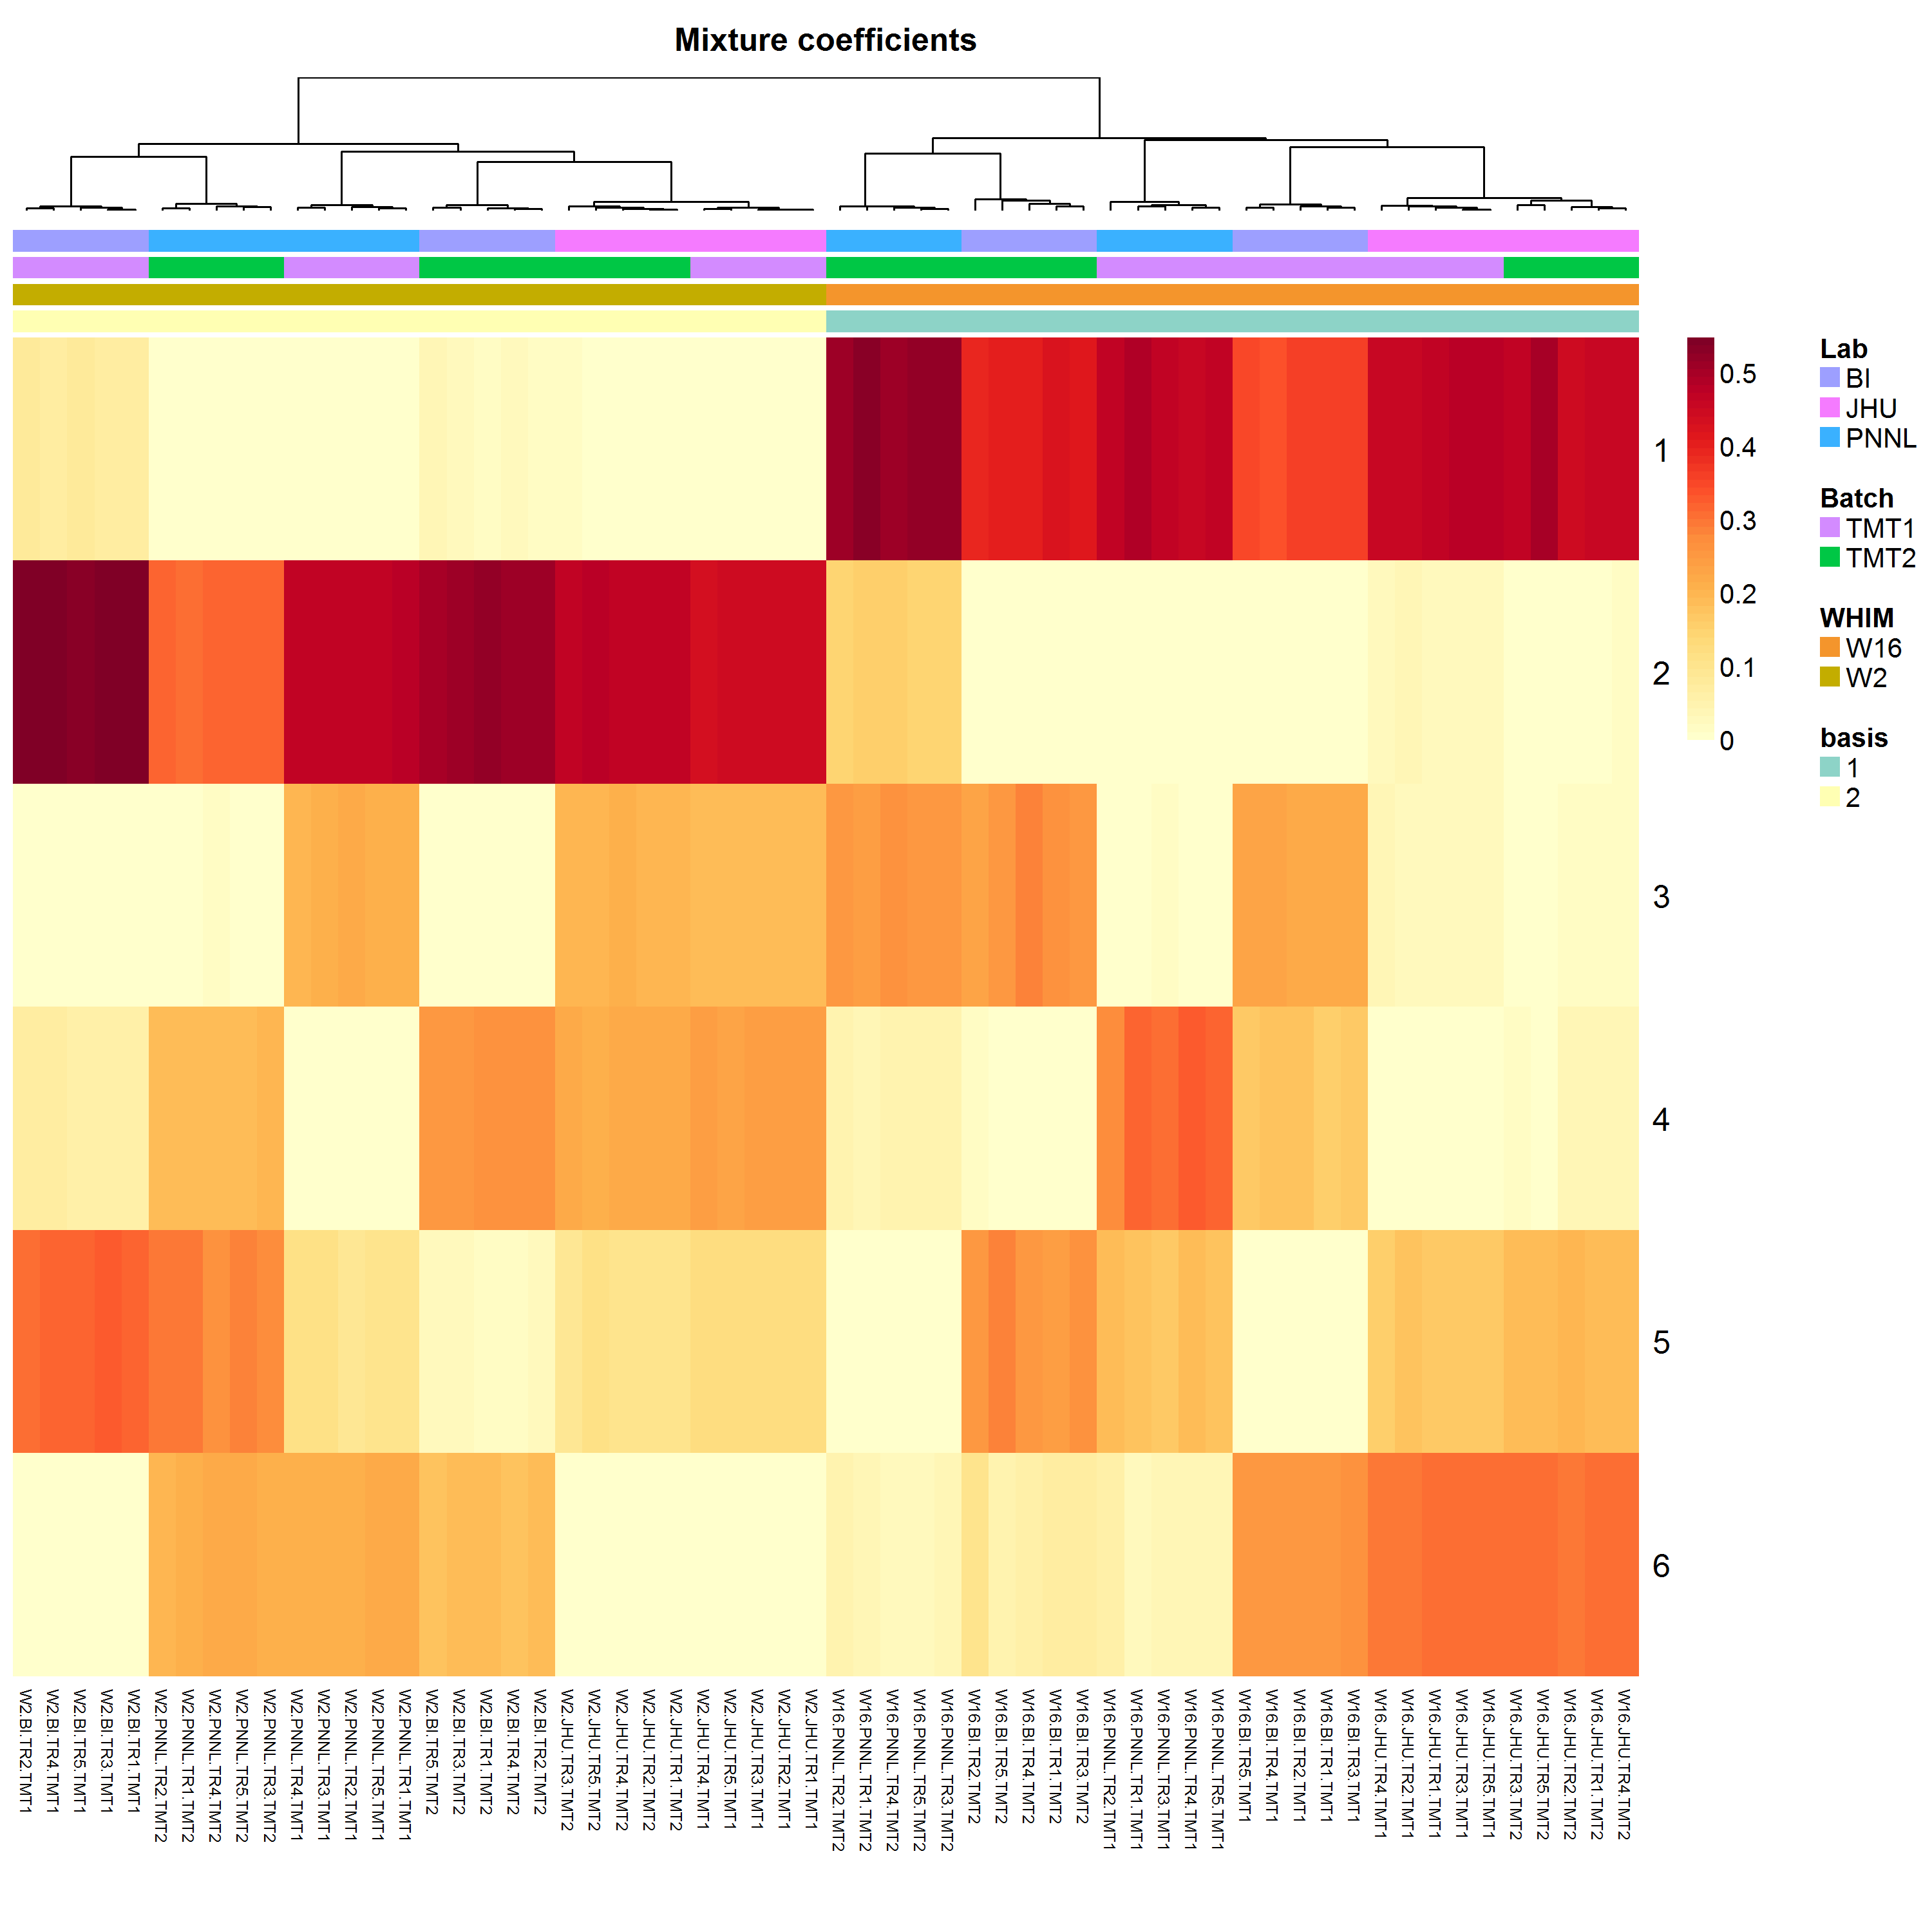 Mixture coefficients
0.5
0.4
0.3
0.2
0.1
0
Lab
BI
JHU
PNNL
Batch
TMT1
TMT2
WHIM
W16
W2
basis
1
2
1
2
3
4
5
6
W2.BI.TR2.TMT1
W2.BI.TR4.TMT1
W2.BI.TR5.TMT1
W2.BI.TR3.TMT1
W2.BI.TR1.TMT1
W2.PNNL.TR2.TMT2
W2.PNNL.TR1.TMT2
W2.PNNL.TR4.TMT2
W2.PNNL.TR5.TMT2
W2.PNNL.TR3.TMT2
W2.PNNL.TR4.TMT1
W2.PNNL.TR3.TMT1
W2.PNNL.TR2.TMT1
W2.PNNL.TR5.TMT1
W2.PNNL.TR1.TMT1
W2.BI.TR5.TMT2
W2.BI.TR3.TMT2
W2.BI.TR1.TMT2
W2.BI.TR4.TMT2
W2.BI.TR2.TMT2
W2.JHU.TR3.TMT2
W2.JHU.TR5.TMT2
W2.JHU.TR4.TMT2
W2.JHU.TR2.TMT2
W2.JHU.TR1.TMT2
W2.JHU.TR4.TMT1
W2.JHU.TR5.TMT1
W2.JHU.TR3.TMT1
W2.JHU.TR2.TMT1
W2.JHU.TR1.TMT1
W16.PNNL.TR2.TMT2
W16.PNNL.TR1.TMT2
W16.PNNL.TR4.TMT2
W16.PNNL.TR5.TMT2
W16.PNNL.TR3.TMT2
W16.BI.TR2.TMT2
W16.BI.TR5.TMT2
W16.BI.TR4.TMT2
W16.BI.TR1.TMT2
W16.BI.TR3.TMT2
W16.PNNL.TR2.TMT1
W16.PNNL.TR1.TMT1
W16.PNNL.TR3.TMT1
W16.PNNL.TR4.TMT1
W16.PNNL.TR5.TMT1
W16.BI.TR5.TMT1
W16.BI.TR4.TMT1
W16.BI.TR2.TMT1
W16.BI.TR1.TMT1
W16.BI.TR3.TMT1
W16.JHU.TR4.TMT1
W16.JHU.TR2.TMT1
W16.JHU.TR1.TMT1
W16.JHU.TR3.TMT1
W16.JHU.TR5.TMT1
W16.JHU.TR3.TMT2
W16.JHU.TR5.TMT2
W16.JHU.TR2.TMT2
W16.JHU.TR1.TMT2
W16.JHU.TR4.TMT2